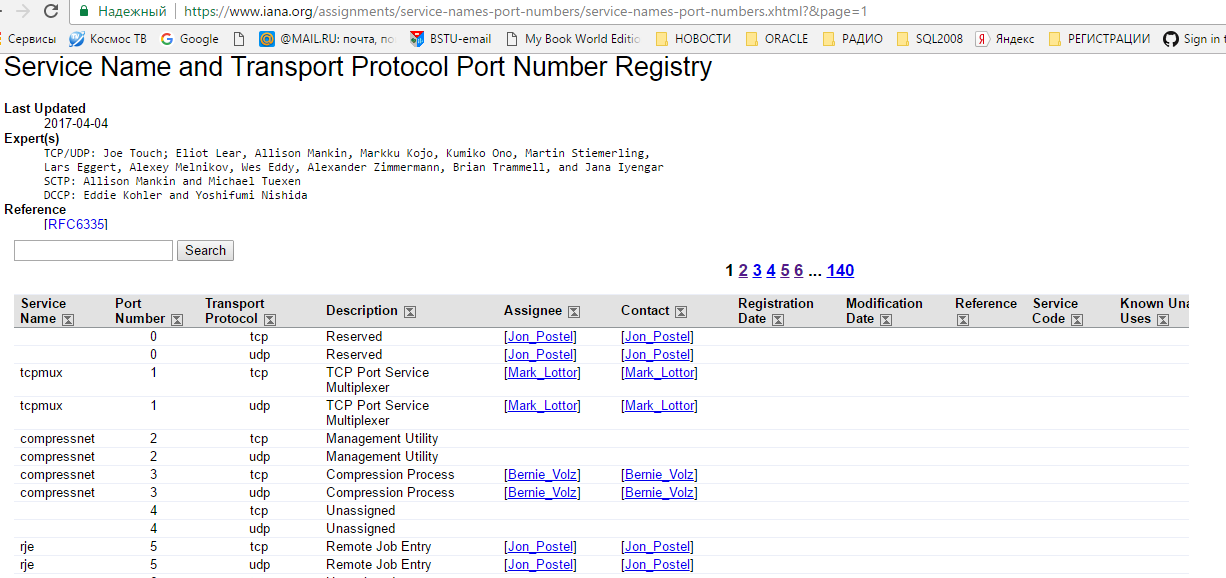 Надежный https://www.iana.org/assignments/service-names-port-numbers/service-names-port-numbers.xhtml?&page=1
Сервисы Космос ТВ Google @MAIL.RU: почта, по BSTU-email My Book World Editio НОВОСТИ ORACLE РАДИО SQL2008 Яндекс РЕГИСТРАЦИИ Sign in t
Service Name and Transport Protocol Port Number Registry
Last Updated
2017-04-04
Expert(s)
TCP/UDP: Joe Touch; Eliot Lear, Allison Mankin, Markku Kojo, Kumiko Ono, Martin Stiemerling,
Lars Eggert, Alexey Melnikov, Wes Eddy, Alexander Zimmermann, Brian Trammell, and Jana Iyengar
SCTP: Allison Mankin and Michael Tuexen
DCCP: Eddie Kohler and Yoshifumi Nishida
Reference
[RFC6335]
Search
1 2 3 4 5 6 ... 140
Service Name Port Number Transport Protocol Description Assignee Contact Registration Date Modification Date Reference Service Code Known Una Uses
0 tcp Reserved [Jon_Postel] [Jon_Postel]
0 udp Reserved [Jon_Postel] [Jon_Postel]
tcpmux 1 tcp TCP Port Service Multiplexer [Mark_Lottor] [Mark_Lottor]
tcpmux 1 udp TCP Port Service Multiplexer [Mark_Lottor] [Mark_Lottor]
compressnet 2 tcp Management Utility
compressnet 2 udp Management Utility
compressnet 3 tcp Compression Process [Bernie_Volz] [Bernie_Volz]
compressnet 3 udp Compression Process [Bernie_Volz] [Bernie_Volz]
4 tcp Unassigned
4 udp Unassigned
rje 5 tcp Remote Job Entry [Jon_Postel] [Jon_Postel]
rje 5 udp Remote Job Entry [Jon_Postel] [Jon_Postel]